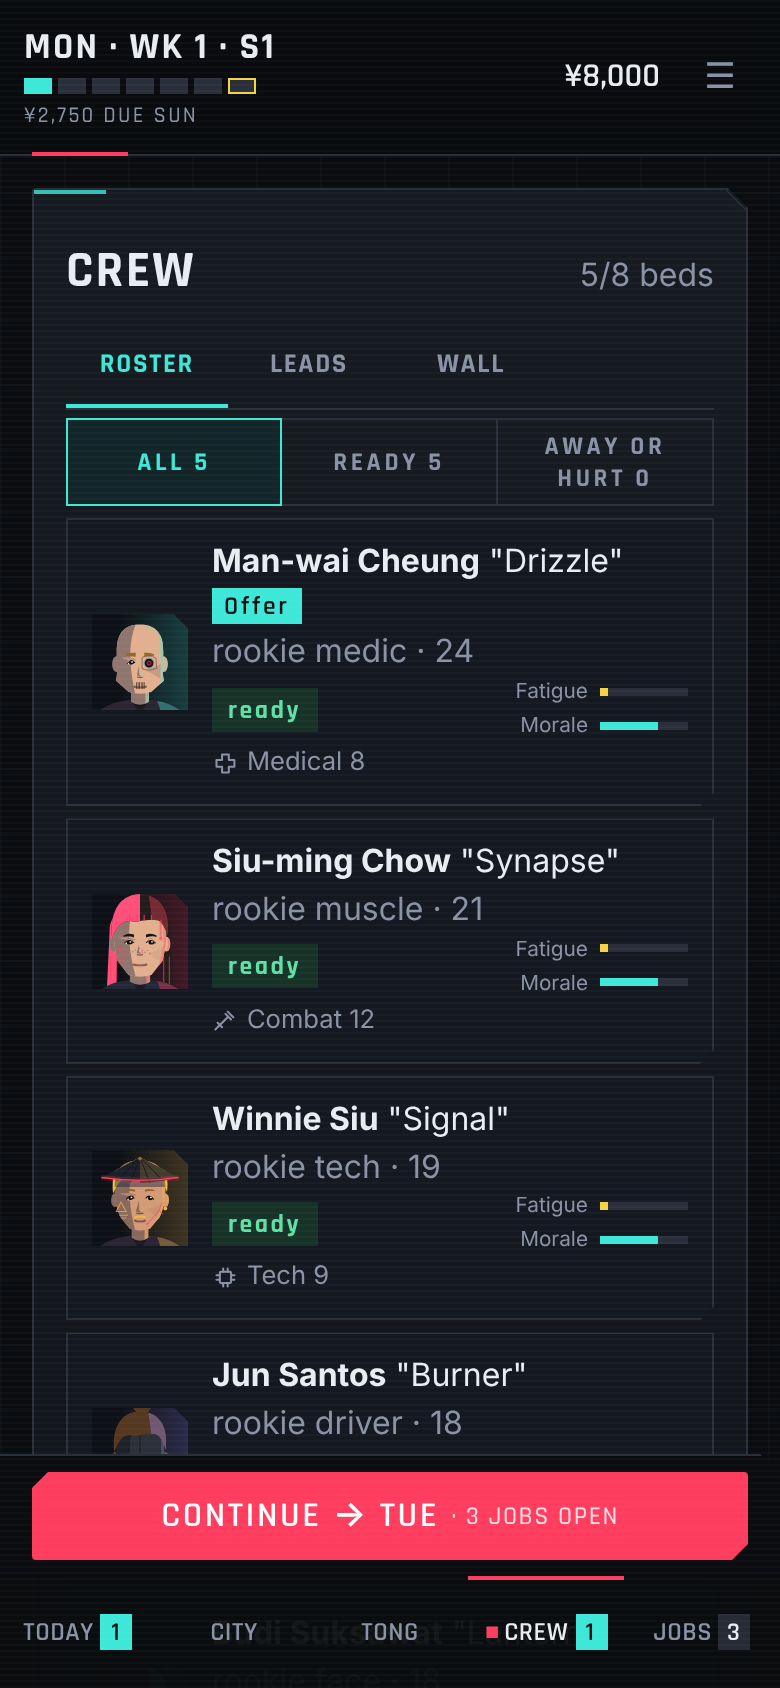 MON · WK 1 · S1
¥8,000
¥2,750 DUE SUN
CREW
5/8 beds
ROSTER
LEADS
WALL
ALL 5
READY 5
AWAY OR
HURT 0
Man-wai Cheung "Drizzle"
Offer
rookie medic · 24
ready
Fatigue
Morale
Medical 8
Siu-ming Chow "Synapse"
rookie muscle · 21
ready
Fatigue
Morale
Combat 12
Winnie Siu "Signal"
rookie tech · 19
ready
Fatigue
Morale
Tech 9
Jun Santos "Burner"
rookie driver · 18
CONTINUE → TUE · 3 JOBS OPEN
TODAY 1
CITY
TONG
CREW 1
JOBS 3
rookie face · 18